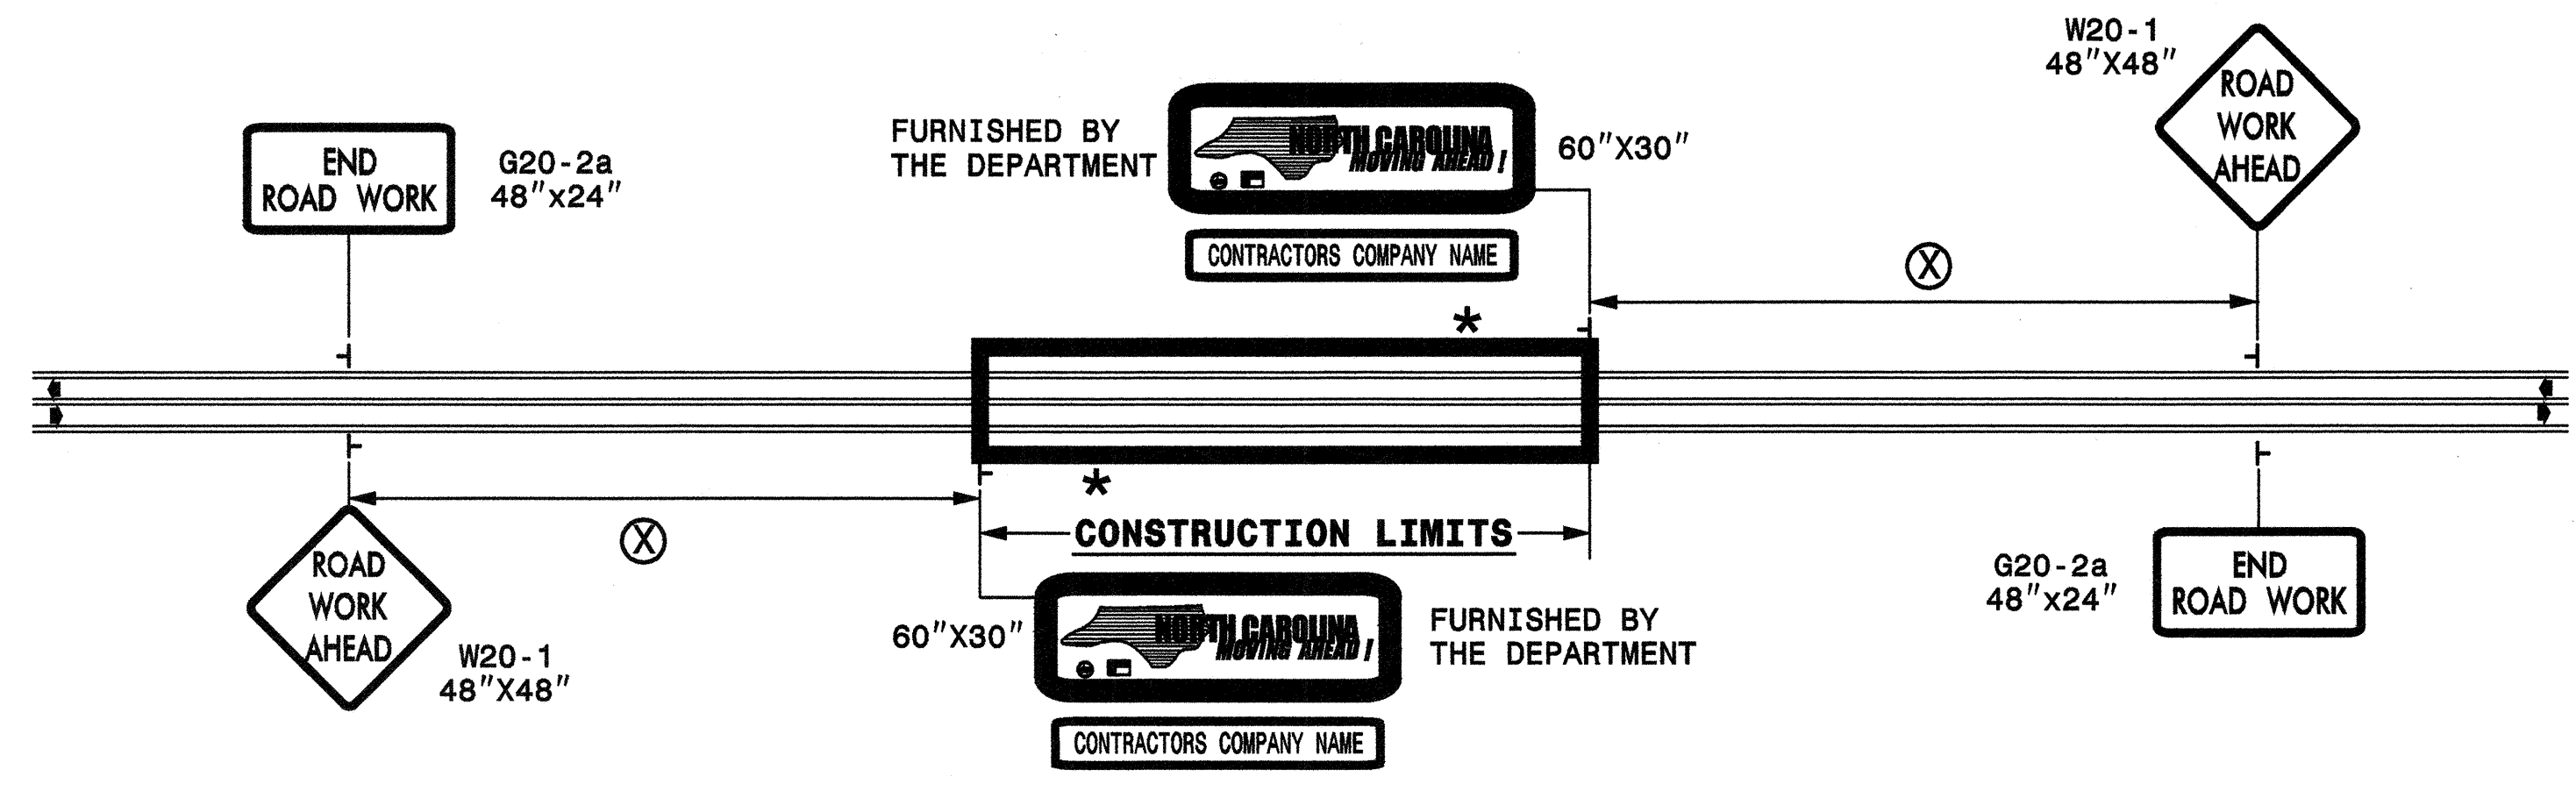 W20-1
48"X48"
ROAD
WORK
AHEAD
FURNISHED BY
THE DEPARTMENT
NORTH CAROLINA
MOVING AHEAD!
60"X30"
END
ROAD WORK
G20-2a
48"x24"
CONTRACTORS COMPANY NAME
X
*
*
X
CONSTRUCTION LIMITS
ROAD
WORK
AHEAD
W20-1
48"X48"
60"X30"
NORTH CAROLINA
MOVING AHEAD!
FURNISHED BY
THE DEPARTMENT
G20-2a
48"x24"
END
ROAD WORK
CONTRACTORS COMPANY NAME